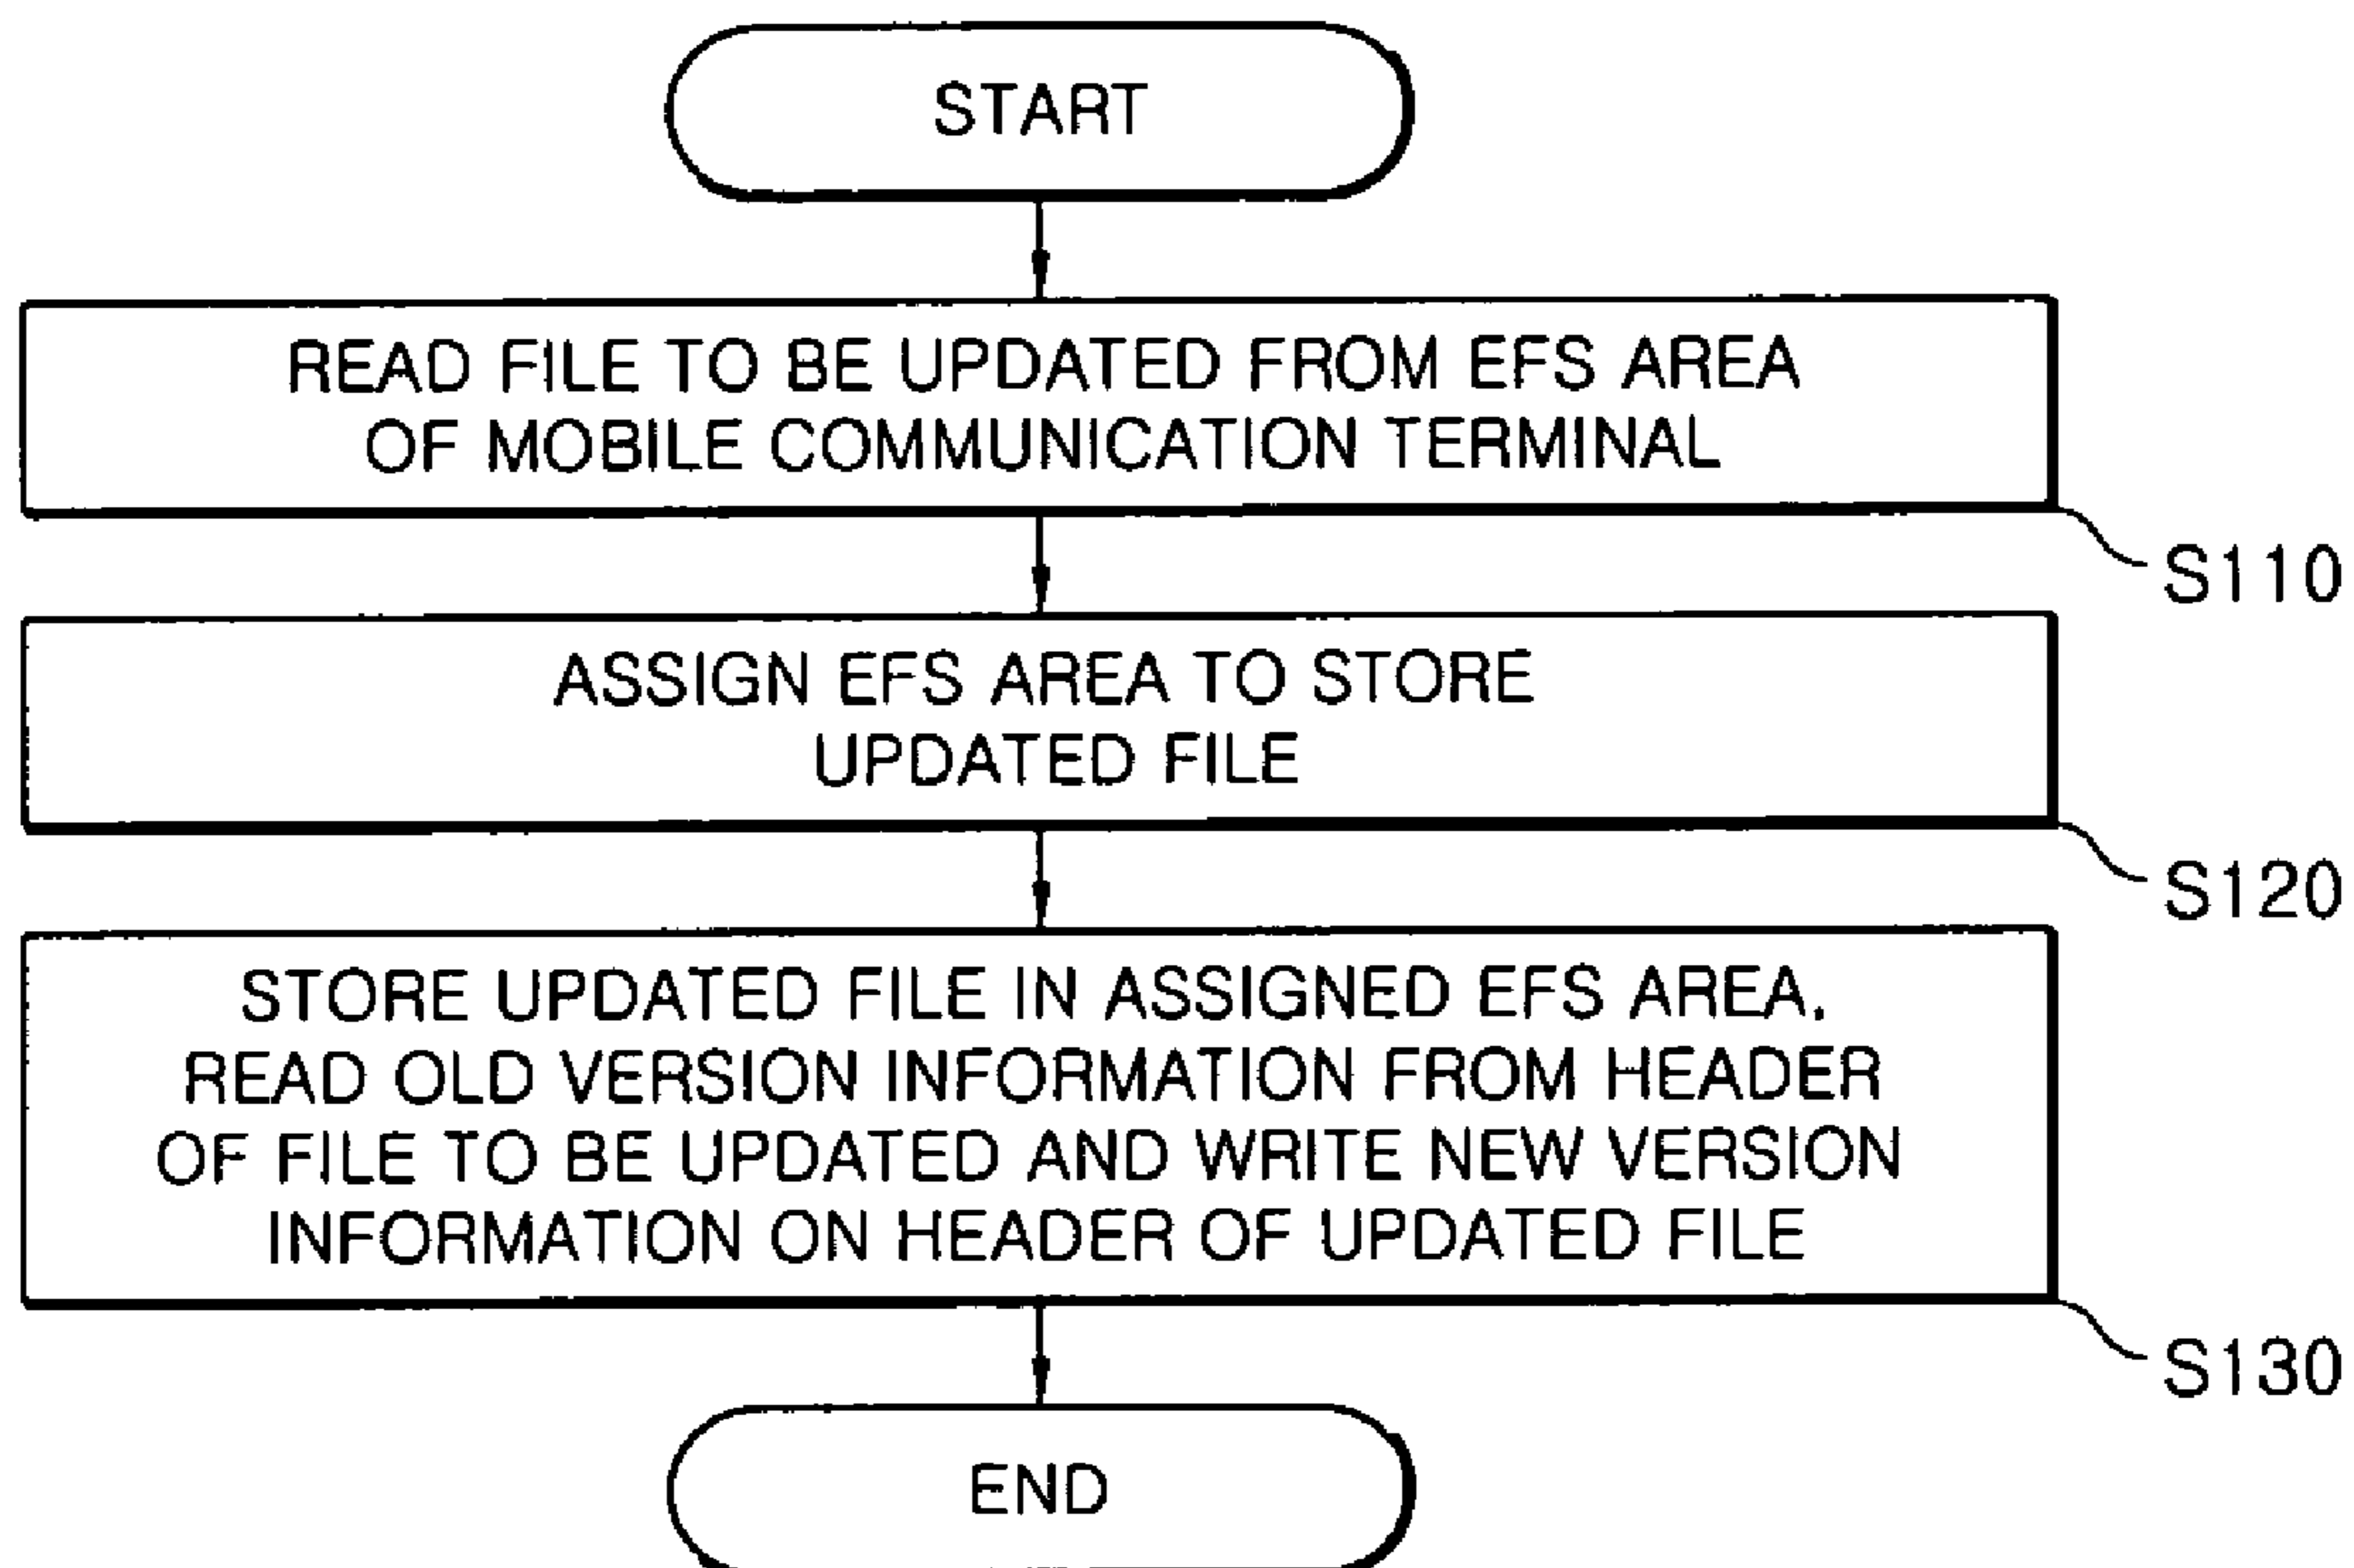 START
READ FILE TO BE UPDATED FROM EFS AREA
OF MOBILE COMMUNICATION TERMINAL
S110
ASSIGN EFS AREA TO STORE
UPDATED FILE
S120
STORE UPDATED FILE IN ASSIGNED EFS AREA,
READ OLD VERSION INFORMATION FROM HEADER
OF FILE TO BE UPDATED AND WRITE NEW VERSION
INFORMATION ON HEADER OF UPDATED FILE
S130
END